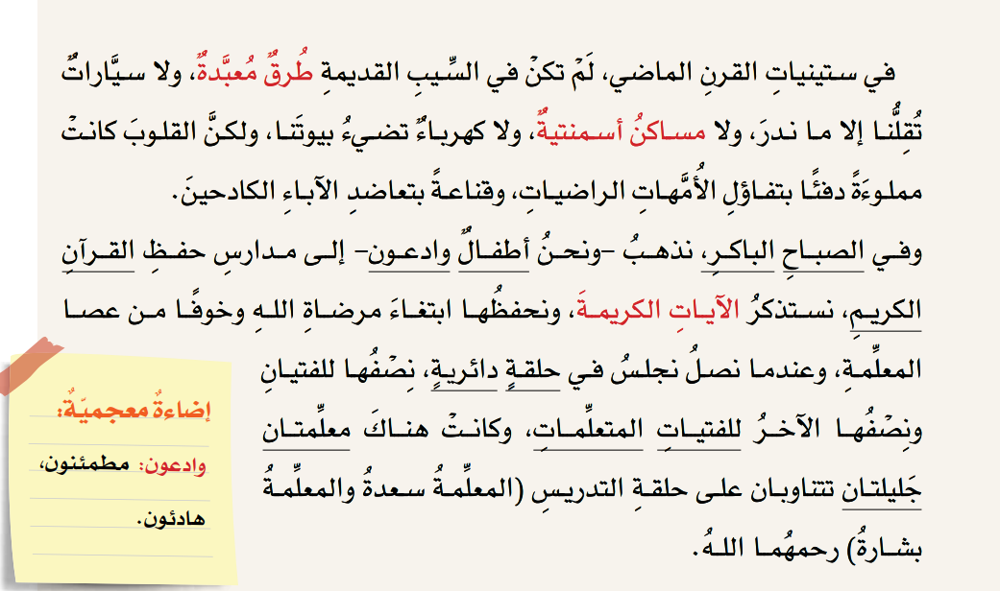 في ستينياتِ القرنِ الماضي، لَمْ تكنْ في السِّيبِ القديمةِ طُرقٌ مُعبَّدةٌ، ولا سيَّاراتٌ
تُقِلُّنا إلا ما ندرَ، ولا مساكنُ أسمنتيةٌ، ولا كهرباءٌ تضيءُ بيوتَنا، ولكنَّ القلوبَ كانتْ
مملوءَةً دفئًا بتفاؤلِ الأُمَّهاتِ الراضياتِ، وقناعةً بتعاضدِ الآباءِ الكادحينَ.
وفي الصباحِ الباكرِ، نذهبُ –ونحنُ أطفالٌ وادعون– إلى مدارسِ حفظِ القرآنِ
الكريمِ، نستذكرُ الآياتِ الكريمةَ، ونحفظُها ابتغاءَ مرضاةِ اللهِ وخوفًا من عصا
المعلِّمةِ، وعندما نصلُ نجلسُ في حلقةٍ دائريةٍ، نِصْفُها للفتيانِ
ونِصْفُها الآخرُ للفتياتِ المتعلِّماتِ، وكانتْ هناكَ معلِّمتان
جَليلتان تتناوبان على حلقةِ التدريسِ (المعلِّمةُ سعدةُ والمعلِّمةُ
بشارةُ) رحمهُما اللهُ.
إضاءةٌ معجميّةٌ:
وادعون: مطمئنون،
هادئون.